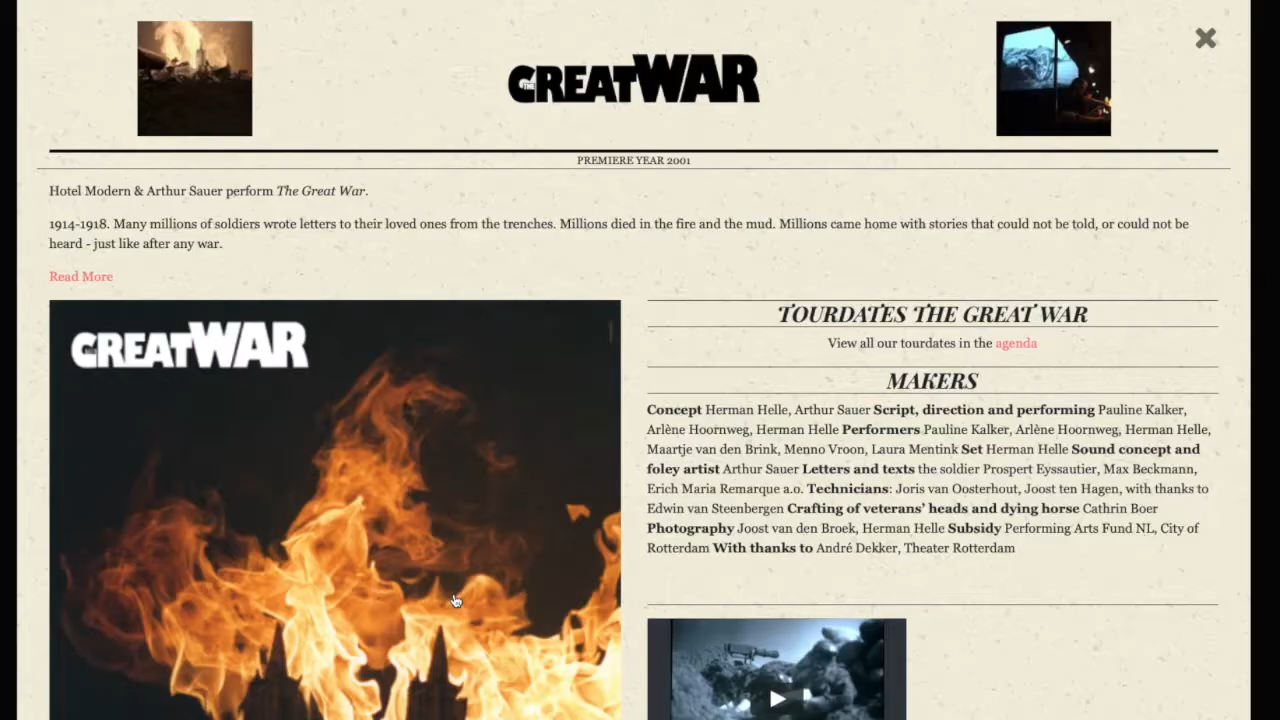 THE GREAT WAR
PREMIERE YEAR 2001
Hotel Modern & Arthur Sauer perform The Great War.
1914-1918. Many millions of soldiers wrote letters to their loved ones from the trenches. Millions died in the fire and the mud. Millions came home with stories that could not be told, or could not be
heard - just like after any war.
Read More
GREAT WAR
TOURDATES THE GREAT WAR
View all our tourdates in the agenda
MAKERS
Concept Herman Helle, Arthur Sauer Script, direction and performing Pauline Kalker,
Arlène Hoornweg, Herman Helle Performers Pauline Kalker, Arlène Hoornweg, Herman Helle,
Maartje van den Brink, Menno Vroon, Laura Mentink Set Herman Helle Sound concept and
foley artist Arthur Sauer Letters and texts the soldier Prospert Eyssautier, Max Beckmann,
Erich Maria Remarque a.o. Technicians: Joris van Oosterhout, Joost ten Hagen, with thanks to
Edwin van Steenbergen Crafting of veterans' heads and dying horse Cathrin Boer
Photography Joost van den Broek, Herman Helle Subsidy Performing Arts Fund NL, City of
Rotterdam With thanks to André Dekker, Theater Rotterdam